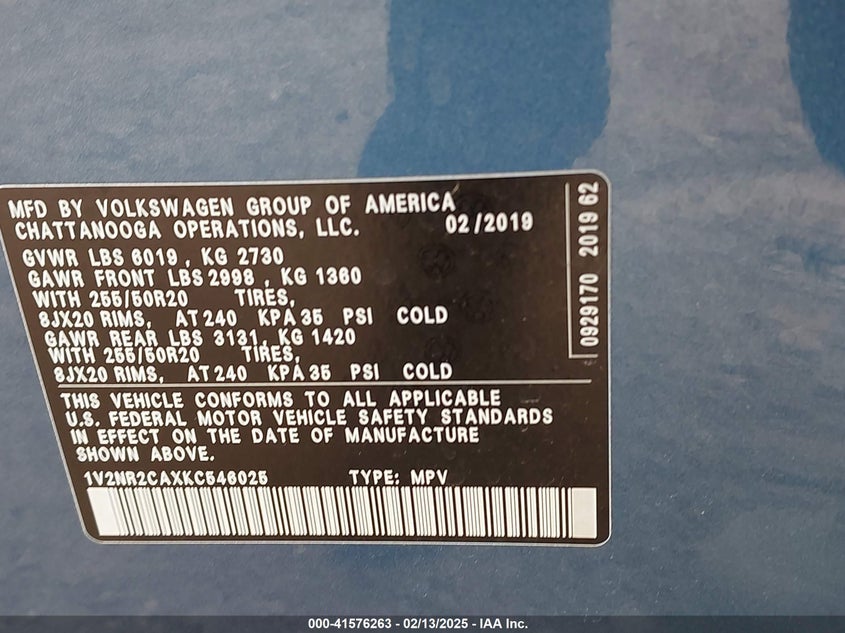 MFD BY VOLKSWAGEN GROUP OF AMERICA
CHATTANOOGA OPERATIONS, LLC. 02/2019
GVWR LBS 6019 , KG 2730
GAWR FRONT LBS 2998 , KG 1360
WITH 255/50R20 TIRES,
8JX20 RIMS, AT 240 KPA 35 PSI COLD
GAWR REAR LBS 3131, KG 1420
WITH 255/50R20 TIRES,
8JX20 RIMS, AT 240 KPA 35 PSI COLD
THIS VEHICLE CONFORMS TO ALL APPLICABLE
U.S. FEDERAL MOTOR VEHICLE SAFETY STANDARDS
IN EFFECT ON THE DATE OF MANUFACTURE
SHOWN ABOVE.
1V2NR2CAXKC546025 TYPE: MPV
0929170 2019 62
000-41576263 - 02/13/2025 - IAA Inc.